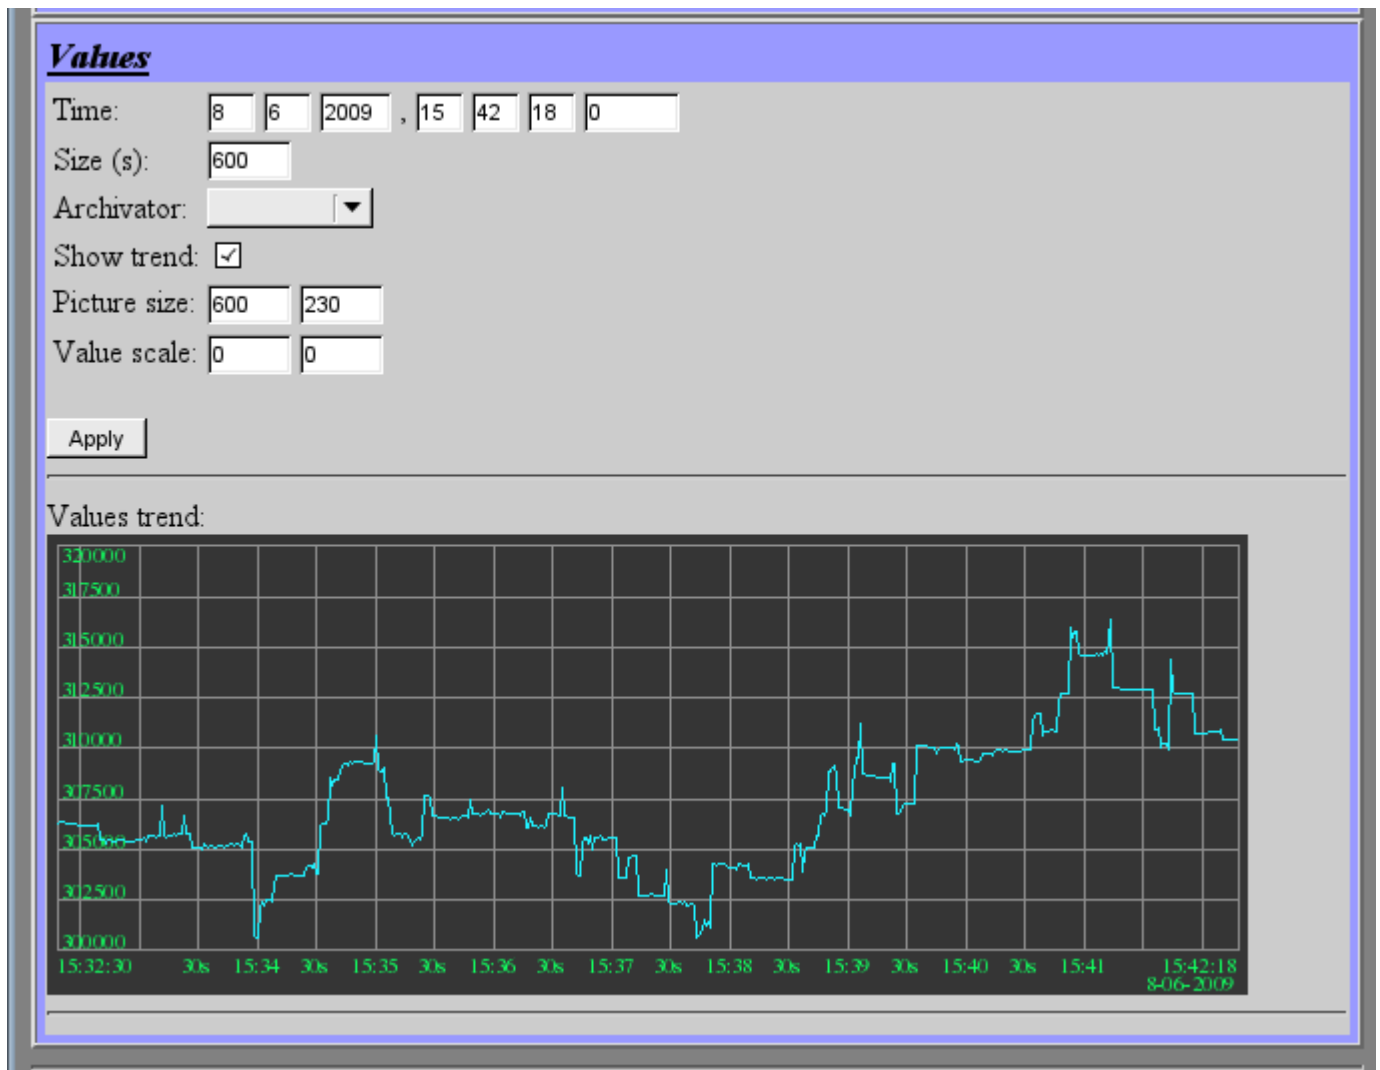 Values
Time: 8 6 2009 , 15 42 18 0
Size (s): 600
Archivator:
Show trend:
Picture size: 600 230
Value scale: 0 0
Apply
Values trend:
320000
317500
315000
312500
310000
307500
305000
302500
300000
15:32:30 30s 15:34 30s 15:35 30s 15:36 30s 15:37 30s 15:38 30s 15:39 30s 15:40 30s 15:41 15:42:18
8-06-2009